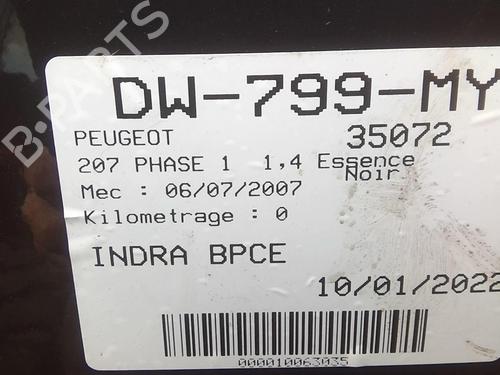 DW-799-MY
PEUGEOT 35072
207 PHASE 1 1,4 Essence
Noir
Mec : 06/07/2007
Kilometrage : 0
INDRA BPCE
10/01/2022
000010063035
B-PARTS